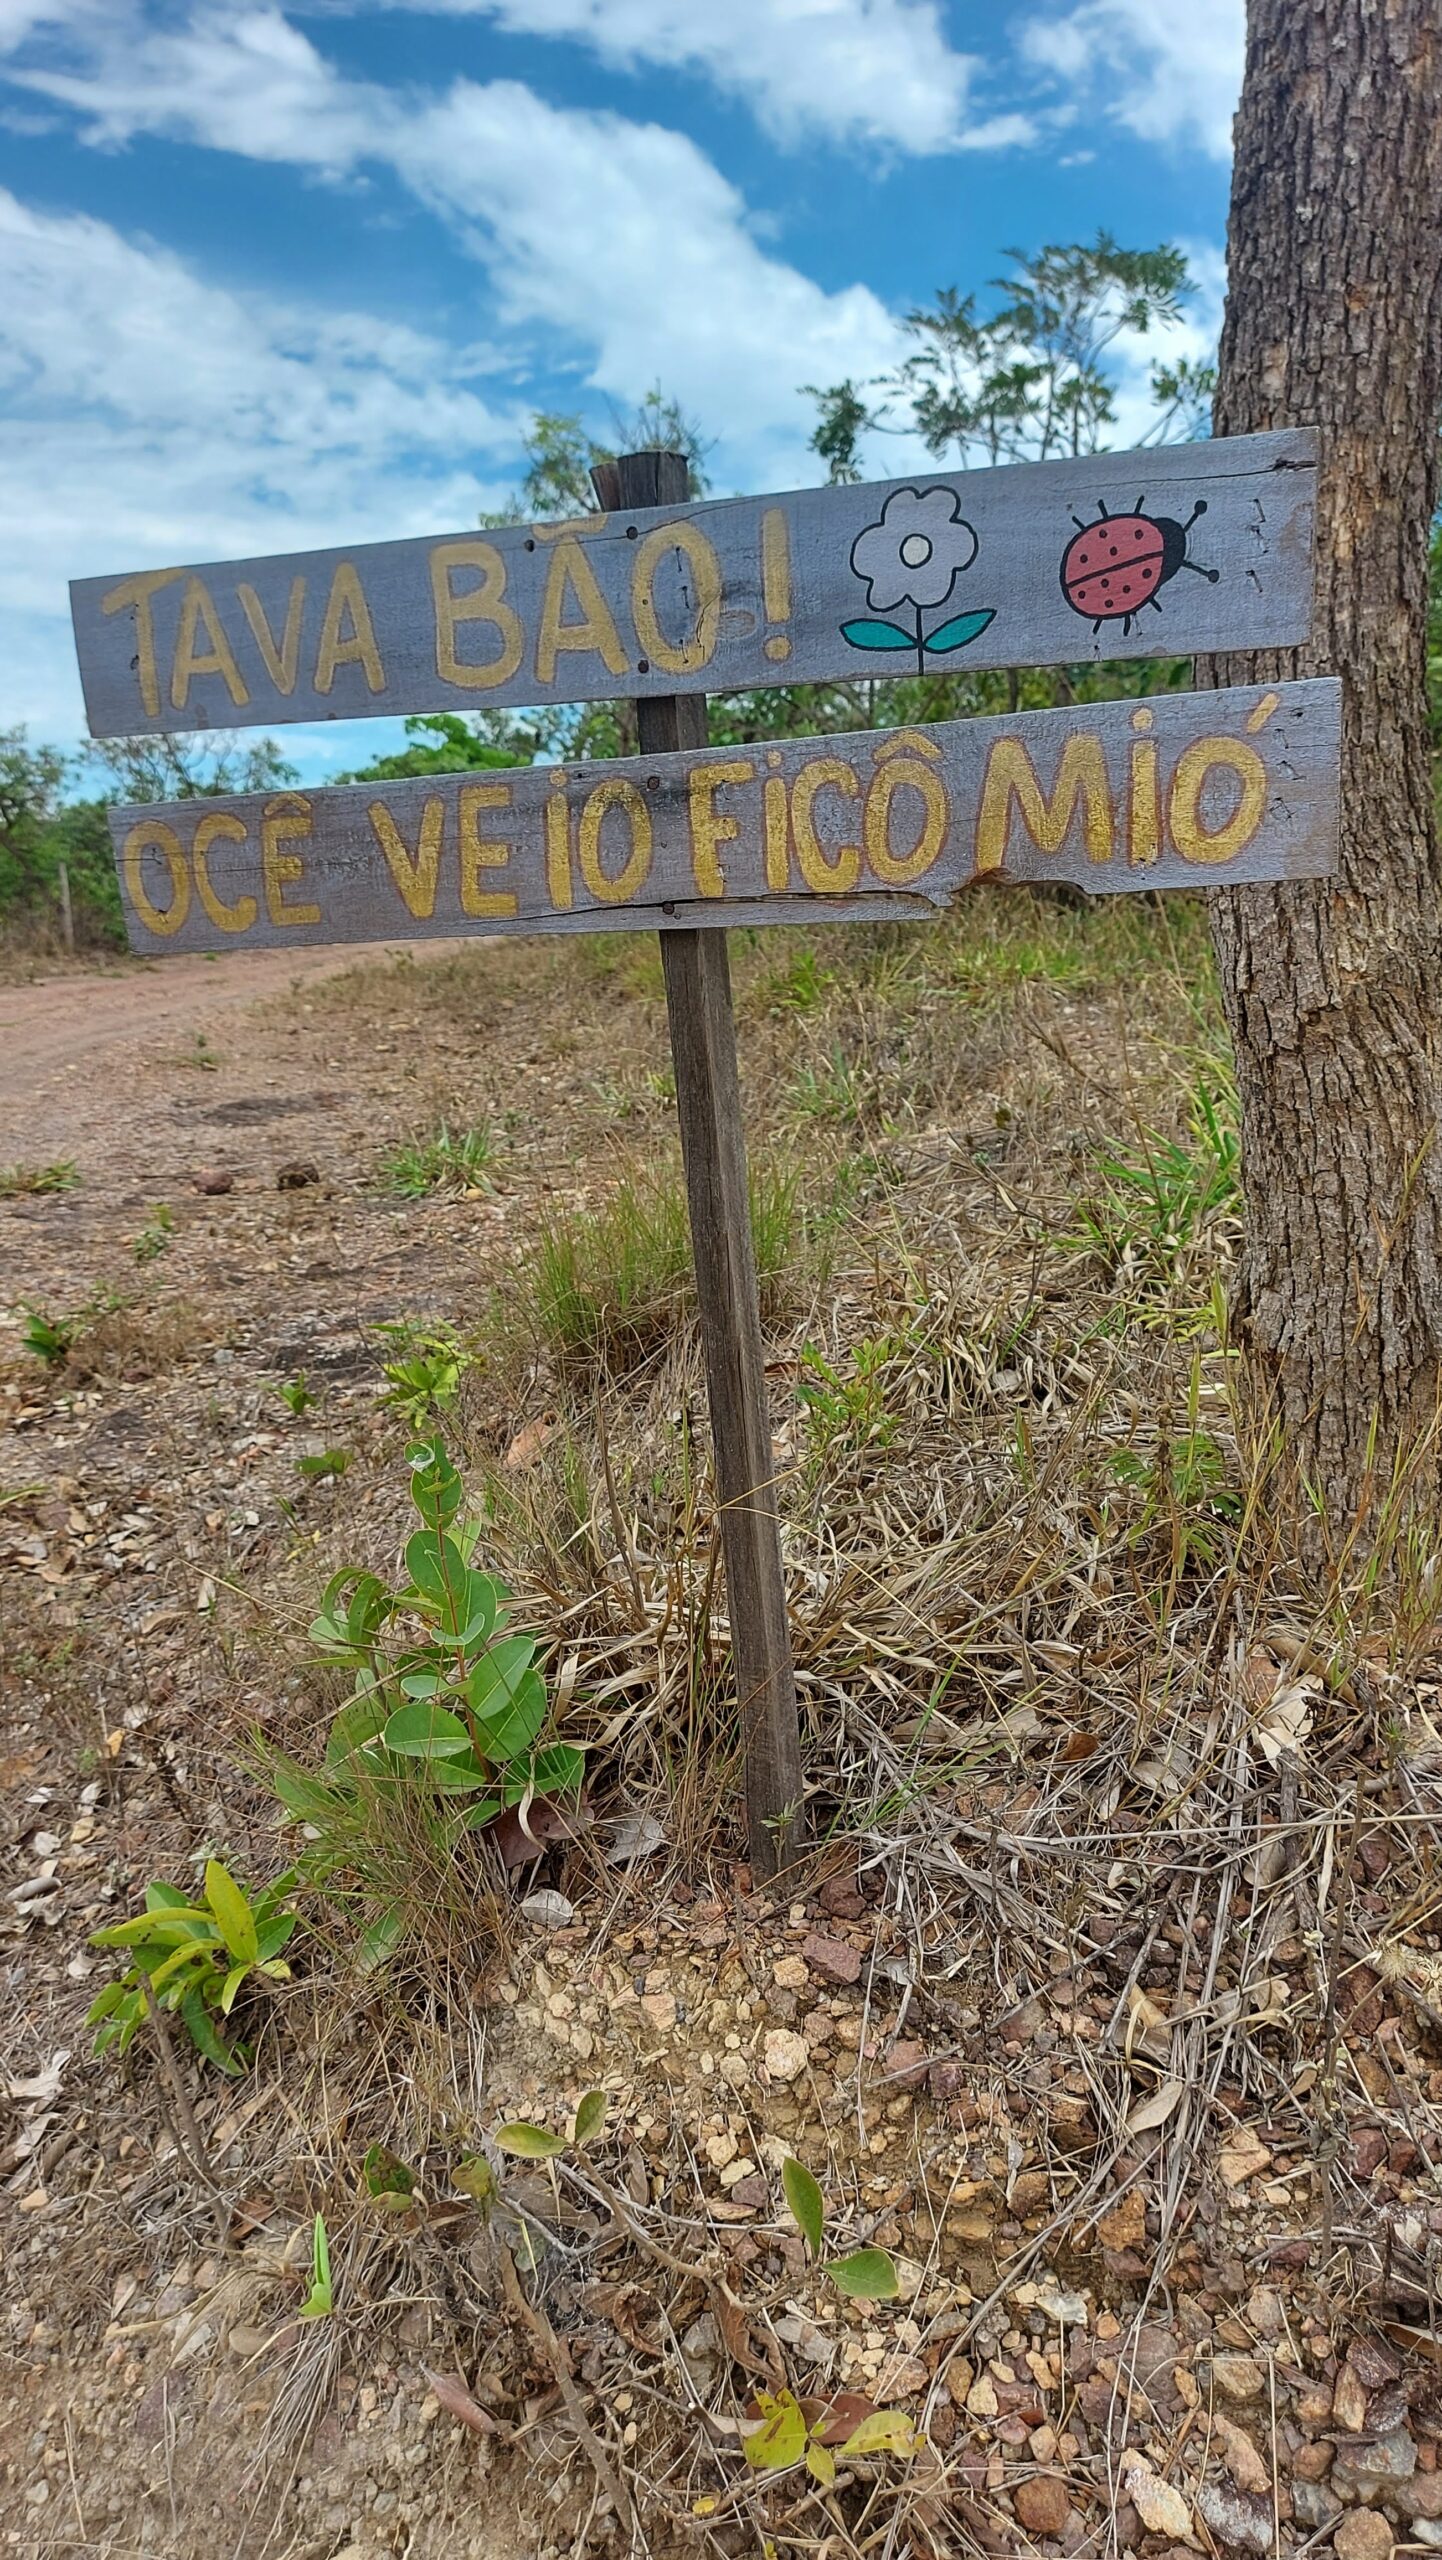 TAVA BÃO!
OCÊ VEIO FICÔ MIÓ